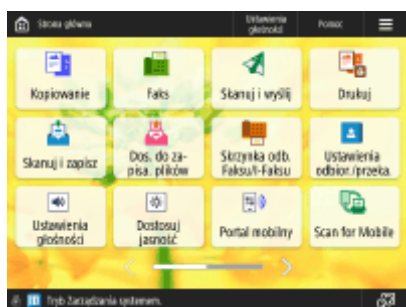 Strona główna
Ustawienia
głośności
Pomoc
Kopiowanie
Faks
Skanuj i wyślij
Drukuj
Skanuj i zapisz
Dos. do za-
pisa. plików
Skrzynka odb.
Faksu/I-Faksu
Ustawienia
odbior./przeka.
Ustawienia
głośności
Dostosuj
jasność
Portal mobilny
Scan for Mobile
ID Tryb Zarządzania systemem.